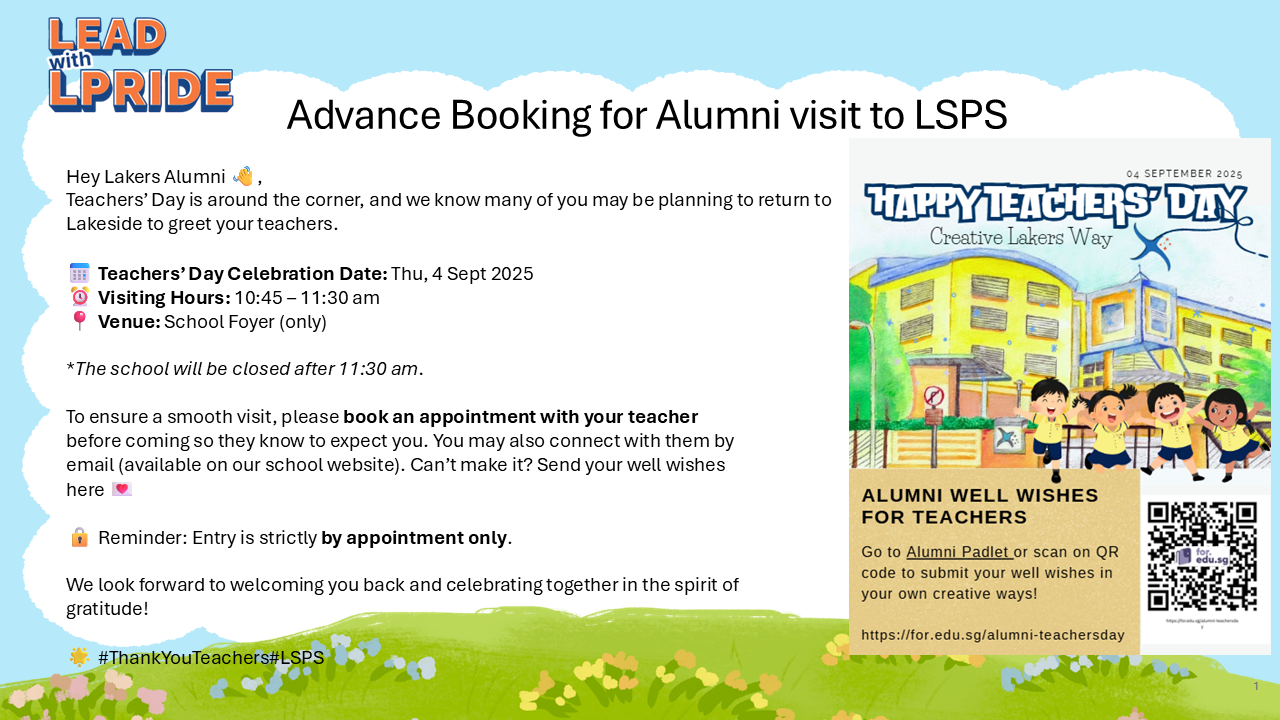 LEAD
with
LPRIDE
Advance Booking for Alumni visit to LSPS
Hey Lakers Alumni 👋,
Teachers’ Day is around the corner, and we know many of you may be planning to return to
Lakeside to greet your teachers.
📅 Teachers’ Day Celebration Date: Thu, 4 Sept 2025
⏰ Visiting Hours: 10:45 – 11:30 am
📍 Venue: School Foyer (only)
*The school will be closed after 11:30 am.
To ensure a smooth visit, please book an appointment with your teacher
before coming so they know to expect you. You may also connect with them by
email (available on our school website). Can’t make it? Send your well wishes
here 💌
🔒 Reminder: Entry is strictly by appointment only.
We look forward to welcoming you back and celebrating together in the spirit of
gratitude!
🌟 #ThankYouTeachers#LSPS
04 SEPTEMBER 2025
HAPPY TEACHERS’ DAY
Creative Lakers Way
ALUMNI WELL WISHES
FOR TEACHERS
Go to Alumni Padlet or scan on QR
code to submit your well wishes in
your own creative ways!
https://for.edu.sg/alumni-teachersday
for.
edu.sg
https://for.edu.sg/alumni-teachersda
y
1